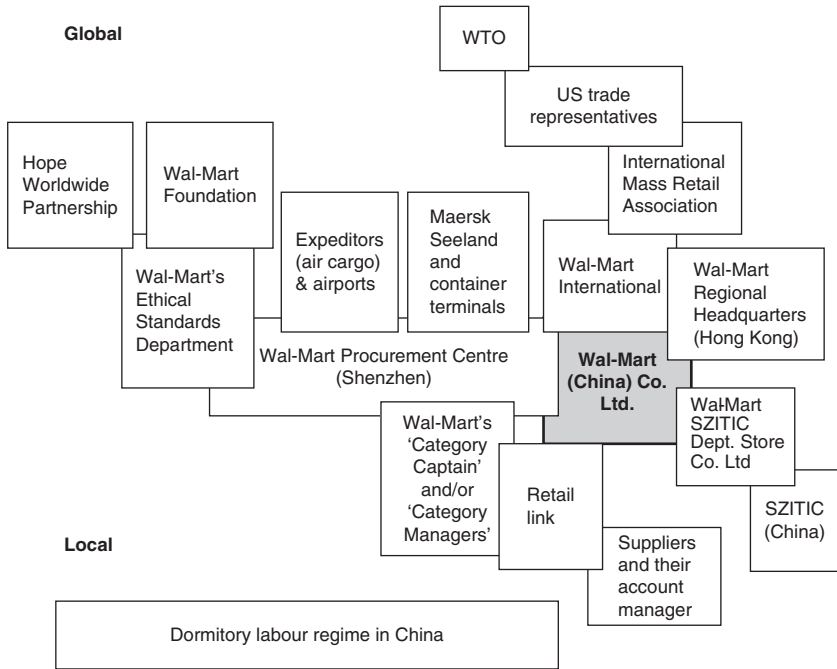 Global
WTO
US trade
representatives
Hope
Worldwide
Partnership
Wal-Mart
Foundation
International
Mass Retail
Association
Expeditors
(air cargo)
& airports
Maersk
Seeland
and
container
terminals
Wal-Mart's
Ethical
Standards
Department
Wal-Mart
International
Wal-Mart
Regional
Headquarters
(Hong Kong)
Wal-Mart Procurement Centre
(Shenzhen)
Wal-Mart
(China) Co.
Ltd.
Wal-Mart
SZITIC
Dept. Store
Co. Ltd
Wal-Mart's
‘Category
Captain’
and/or
‘Category
Managers’
Retail
link
SZITIC
(China)
Local
Suppliers
and their
account
manager
Dormitory labour regime in China